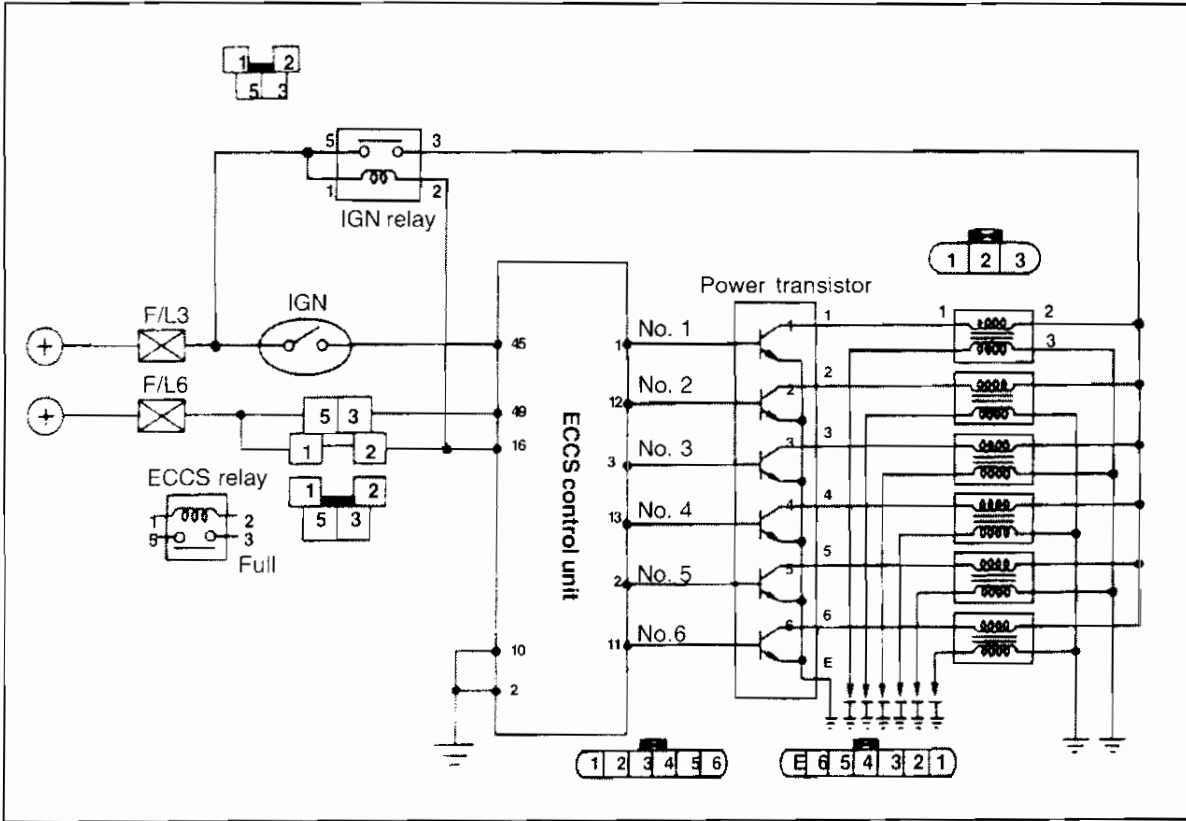 1 2
5 3
5 3
1 2
IGN relay
1 2 3
Power transistor
F/L3
IGN
45
1
No. 1
1
1
1
2
3
F/L6
5 3
49
12
No. 2
2
2
1 2
16
3
No. 3
3
3
ECCS relay
1 2
5 3
1 2
5 3
Full
ECCS control unit
13
No. 4
4
4
2
No. 5
5
5
11
No.6
6
6
10
E
2
1 2 3 4 5 6
E 6 5 4 3 2 1